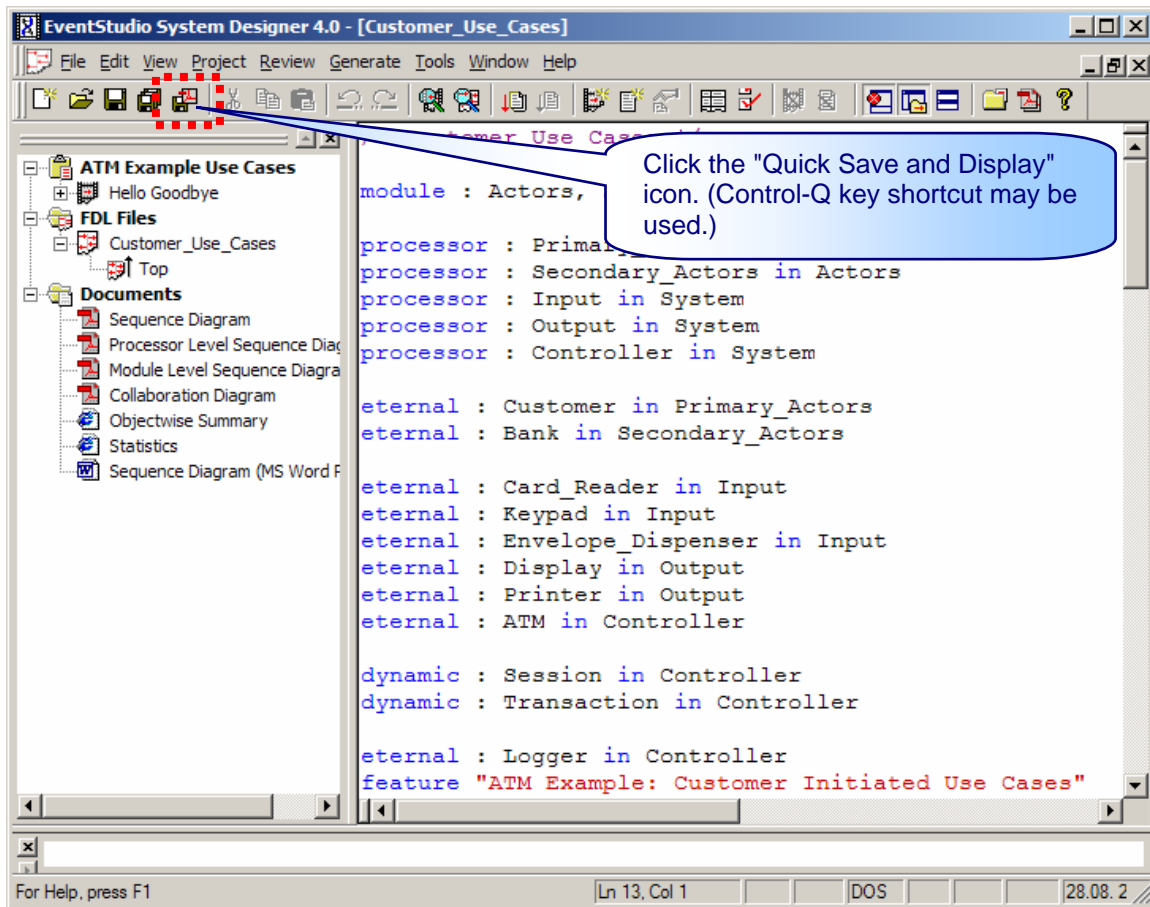 EventStudio System Designer 4.0 - [Customer_Use_Cases]
File Edit View Project Review Generate Tools Window Help
Click the "Quick Save and Display"
icon. (Control-Q key shortcut may be
used.)
ATM Example Use Cases
Hello Goodbye
FDL Files
Customer_Use_Cases
Top
Documents
Sequence Diagram
Processor Level Sequence Diag
Module Level Sequence Diagra
Collaboration Diagram
Objectwise Summary
Statistics
Sequence Diagram (MS Word F
Use Cas
module : Actors,
processor : Primar
processor : Secondary_Actors in Actors
processor : Input in System
processor : Output in System
processor : Controller in System
eternal : Customer in Primary_Actors
eternal : Bank in Secondary_Actors
eternal : Card_Reader in Input
eternal : Keypad in Input
eternal : Envelope_Dispenser in Input
eternal : Display in Output
eternal : Printer in Output
eternal : ATM in Controller
dynamic : Session in Controller
dynamic : Transaction in Controller
eternal : Logger in Controller
feature "ATM Example: Customer Initiated Use Cases"
For Help, press F1
Ln 13, Col 1
DOS
28.08. 2